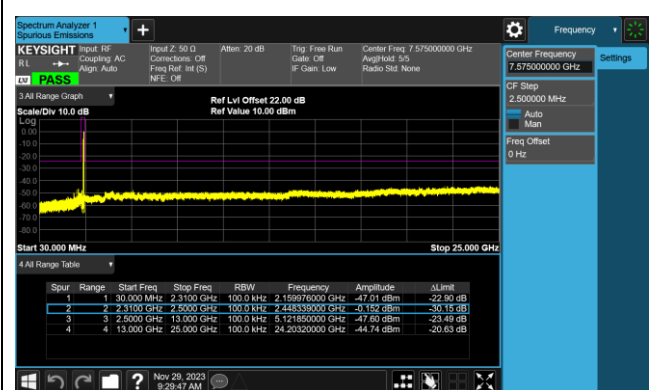 Spectrum Analyzer 1
Spurious Emissions
Frequency
KEYSIGHT Input: RF Input Z: 50 Ω Atten: 20 dB Trig: Free Run Center Freq: 7.575000000 GHz
RL Coupling: AC Corrections: Off Gate: Off Avg|Hold: 5/5
Align: Auto Freq Ref: Int (S) IF Gain: Low Radio Std: None
LXI PASS NFE: Off
Center Frequency
7.575000000 GHz
Settings
CF Step
2.500000 MHz
Auto
Man
Freq Offset
0 Hz
3 All Range Graph
Ref Lvl Offset 22.00 dB
Scale/Div 10.0 dB Ref Value 10.00 dBm
Log
0.00
-10.0
-20.0
-30.0
-40.0
-50.0
-60.0
-70.0
-80.0
Start 30.000 MHz Stop 25.000 GHz
4 All Range Table
Spur Range Start Freq Stop Freq RBW Frequency Amplitude ΔLimit
1 1 30.000 MHz 2.3100 GHz 100.0 kHz 2.159976000 GHz -47.01 dBm -22.90 dB
2 2 2.3100 GHz 2.5000 GHz 100.0 kHz 2.448339000 GHz -0.152 dBm -30.15 dB
3 3 2.5000 GHz 13.000 GHz 100.0 kHz 5.121850000 GHz -47.60 dBm -23.49 dB
4 4 13.000 GHz 25.000 GHz 100.0 kHz 24.20320000 GHz -44.74 dBm -20.63 dB
Nov 29, 2023
9:29:47 AM